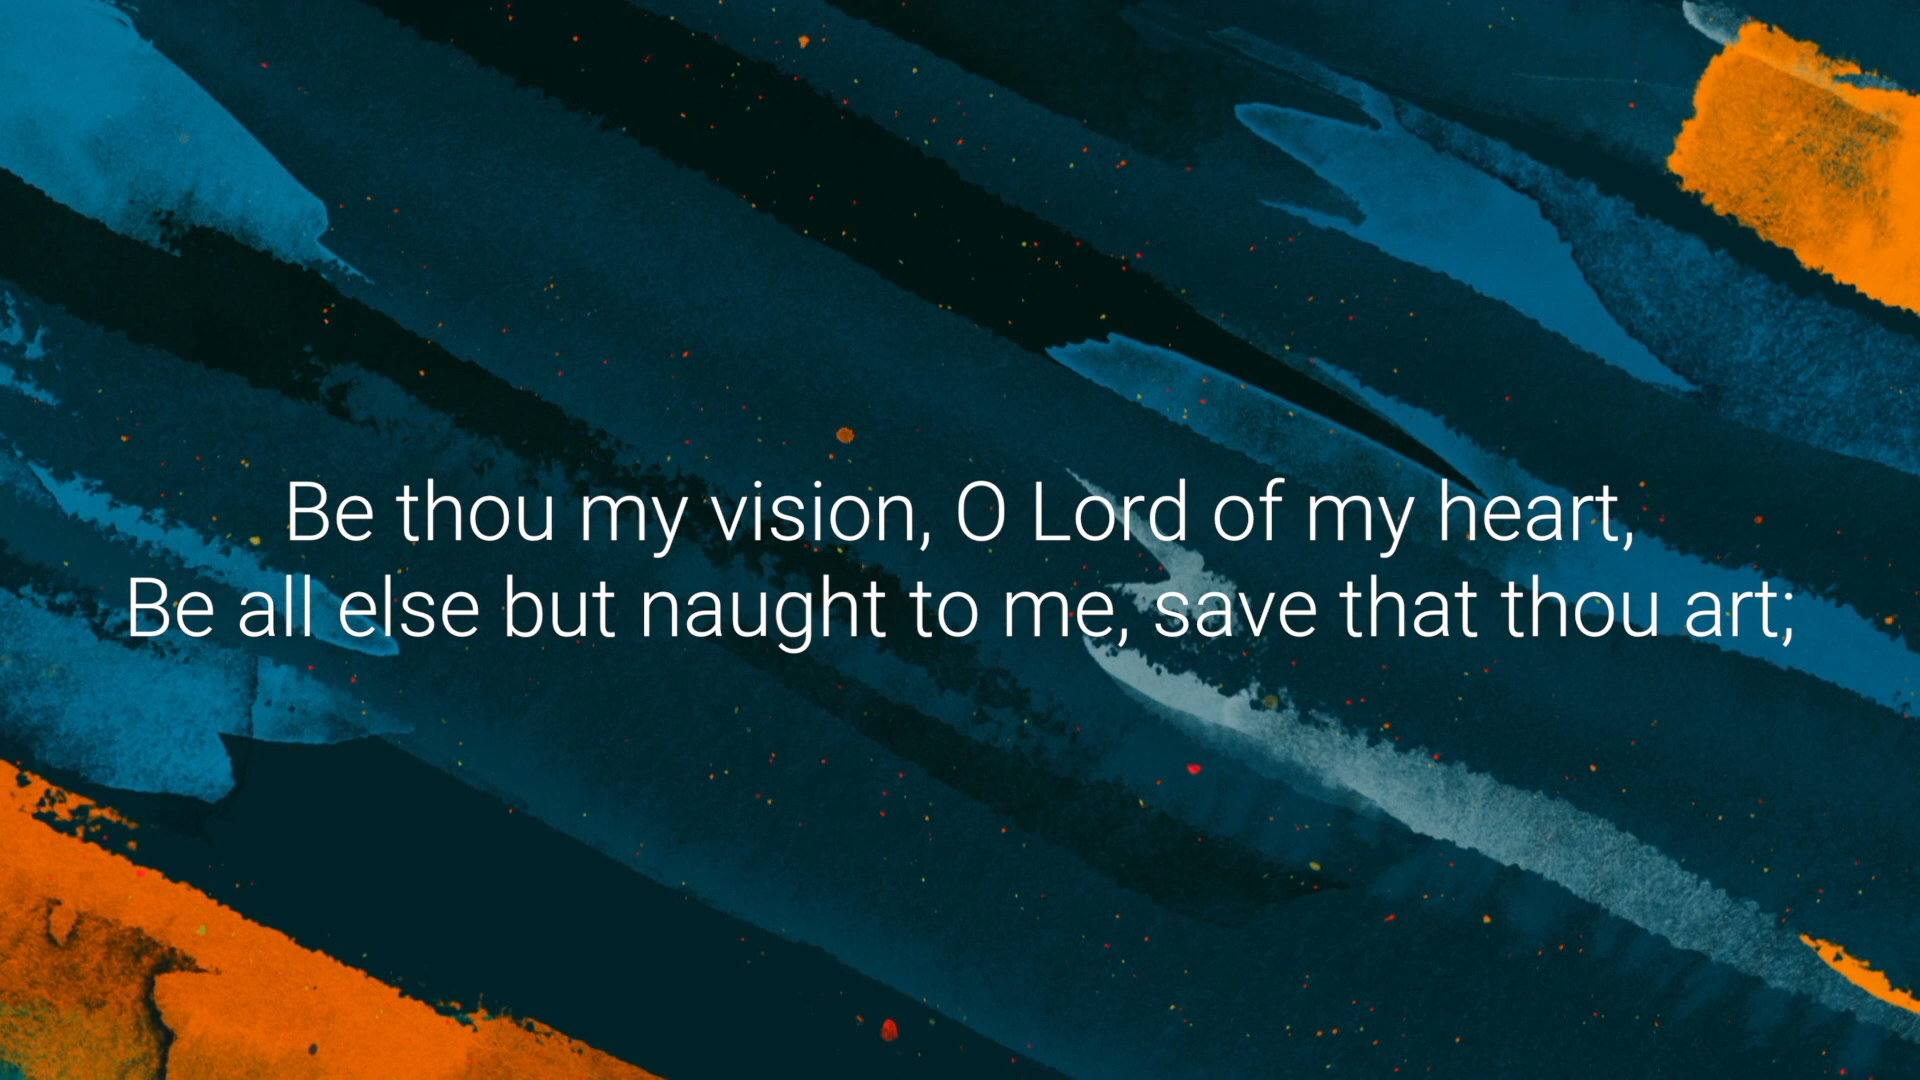 Be thou my vision, O Lord of my heart,
Be all else but naught to me, save that thou art;